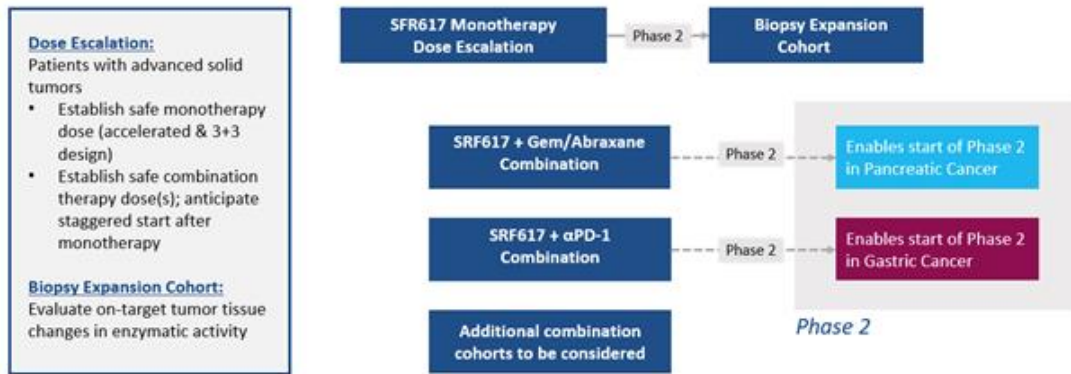 Dose Escalation:
Patients with advanced solid
tumors
• Establish safe monotherapy
dose (accelerated & 3+3
design)
• Establish safe combination
therapy dose(s); anticipate
staggered start after
monotherapy
Biopsy Expansion Cohort:
Evaluate on-target tumor tissue
changes in enzymatic activity
SFR617 Monotherapy
Dose Escalation
Phase 2
Biopsy Expansion
Cohort
SRF617 + Gem/Abraxane
Combination
Phase 2
Enables start of Phase 2
in Pancreatic Cancer
SRF617 + αPD-1
Combination
Phase 2
Enables start of Phase 2
in Gastric Cancer
Additional combination
cohorts to be considered
Phase 2